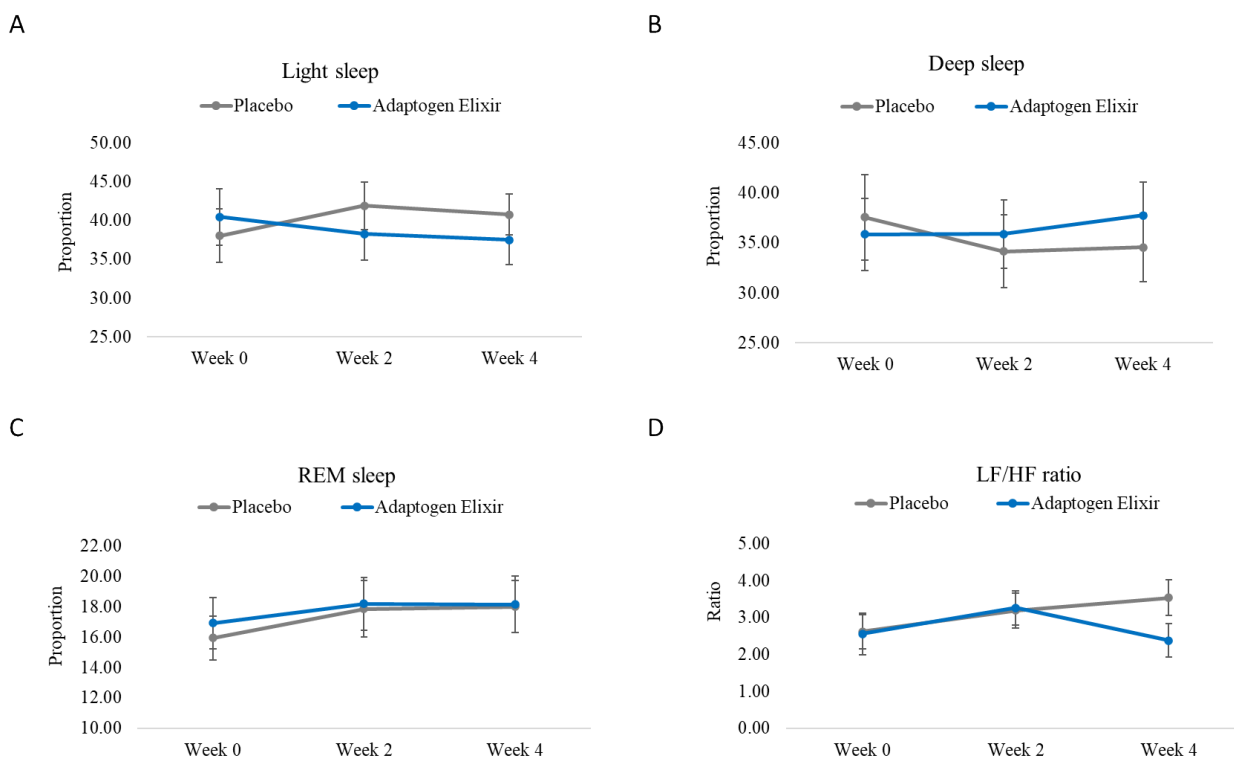 A
Light sleep
Placebo Adaptogen Elixir
50.00
45.00
40.00
35.00
30.00
25.00
Proportion
Week 0 Week 2 Week 4
B
Deep sleep
Placebo Adaptogen Elixir
45.00
40.00
35.00
30.00
25.00
Proportion
Week 0 Week 2 Week 4
C
REM sleep
Placebo Adaptogen Elixir
22.00
20.00
18.00
16.00
14.00
12.00
10.00
Proportion
Week 0 Week 2 Week 4
D
LF/HF ratio
Placebo Adaptogen Elixir
5.00
4.00
3.00
2.00
1.00
0.00
Ratio
Week 0 Week 2 Week 4